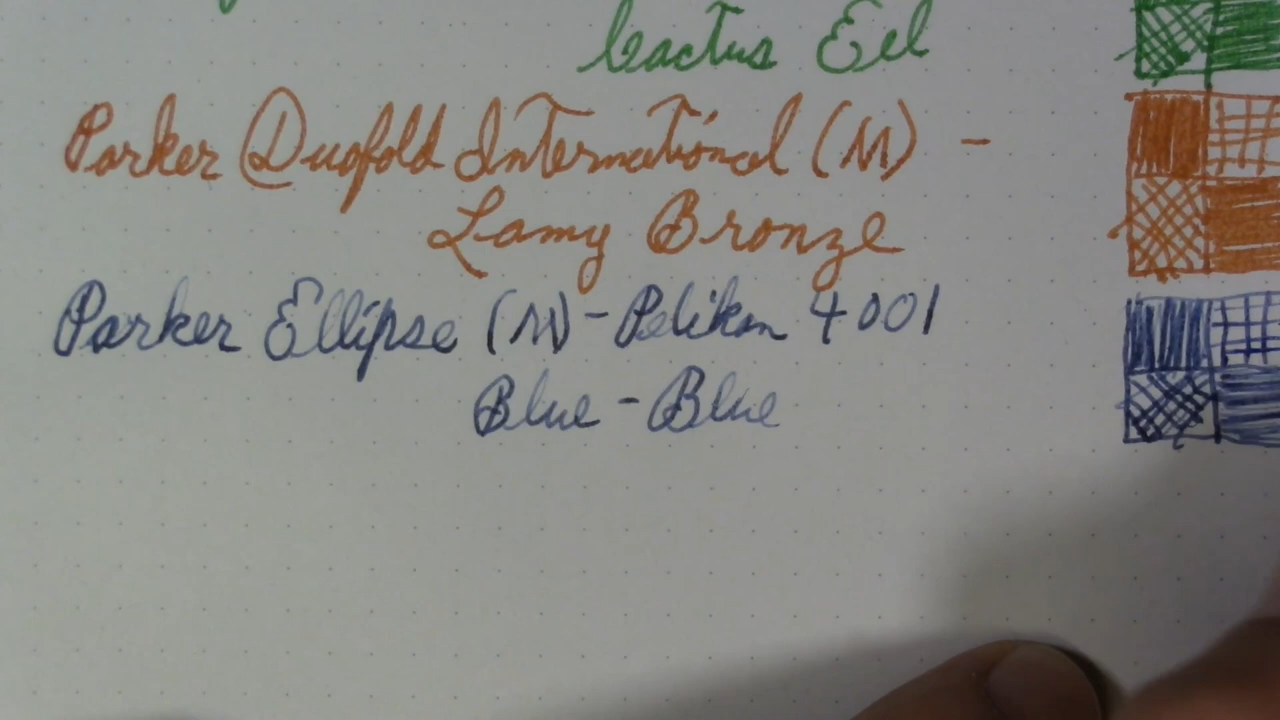 Cactus Eel
Parker Duofold International (M) -
Lamy Bronze
Parker Ellipse (M) - Pelikan 4001
Blue - Blue